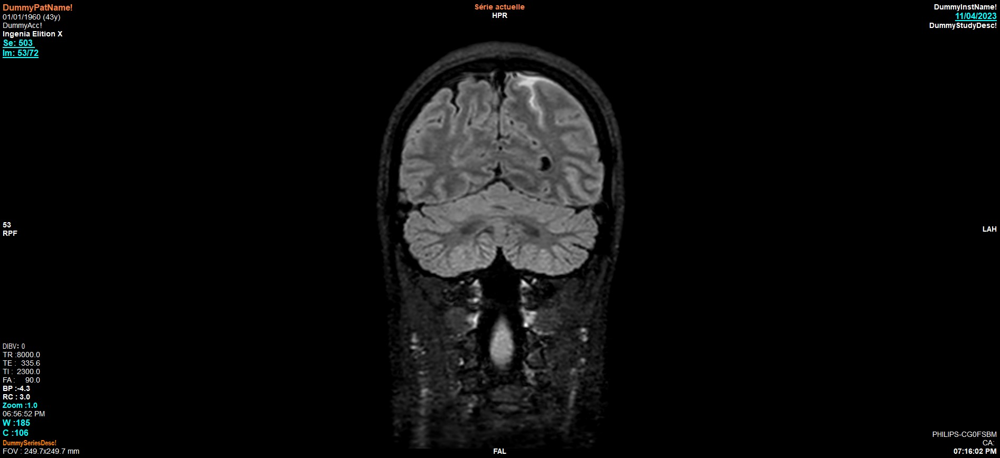 DummyPatName!
01/01/1960 (43y)
DummyAcc!
Ingenia Elition X
Se: 503
Im: 53/72
Série actuelle
HPR
DummyInstName!
11/04/2023
DummyStudyDesc!
53
RPF
LAH
DIBV: 0
TR :8000.0
TE : 335.6
TI : 2300.0
FA : 90.0
BP :-4.3
RC : 3.0
Zoom :1.0
06:56:52 PM
W :185
C :106
DummySeriesDesc!
FOV : 249.7x249.7 mm
FAL
PHILIPS-CG0FSBM
CA:
07:16:02 PM